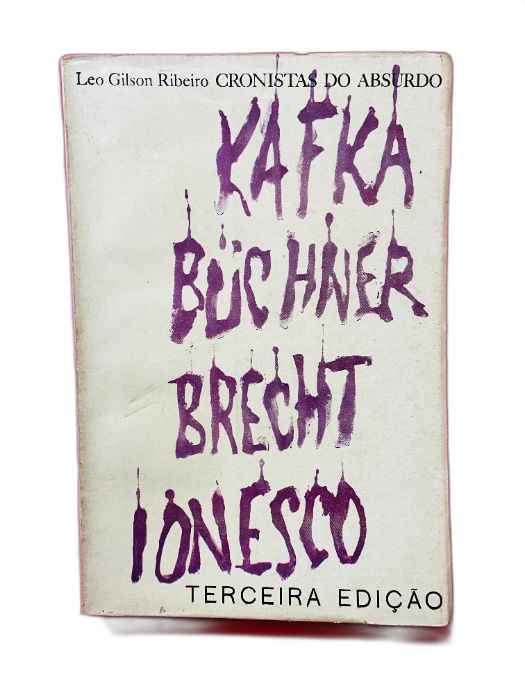 Leo Gilson Ribeiro CRONISTAS DO ABSURDO
KAFKA
BÜCHNER
BRECHT
IONESCO
TERCEIRA EDIÇÃO